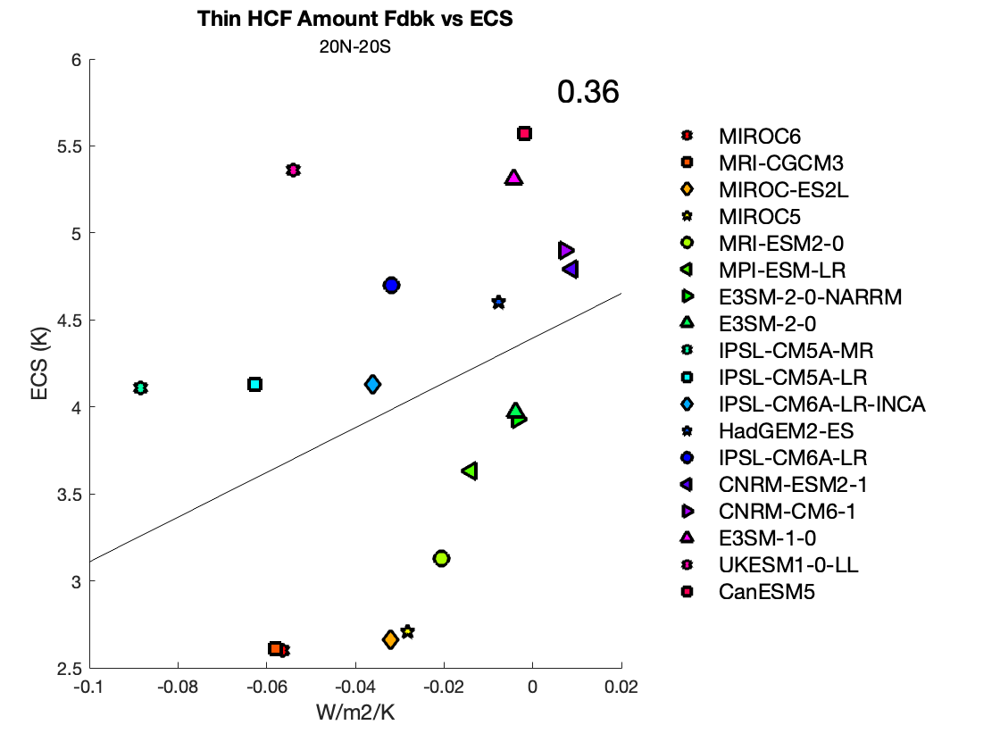 Thin HCF Amount Fdbk vs ECS
20N-20S
0.36
6
5.5
5
4.5
4
3.5
3
2.5
ECS (K)
-0.1
-0.08
-0.06
-0.04
-0.02
0
0.02
W/m2/K
MIROC6
MRI-CGCM3
MIROC-ES2L
MIROC5
MRI-ESM2-0
MPI-ESM-LR
E3SM-2-0-NARRM
E3SM-2-0
IPSL-CM5A-MR
IPSL-CM5A-LR
IPSL-CM6A-LR-INCA
HadGEM2-ES
IPSL-CM6A-LR
CNRM-ESM2-1
CNRM-CM6-1
E3SM-1-0
UKESM1-0-LL
CanESM5